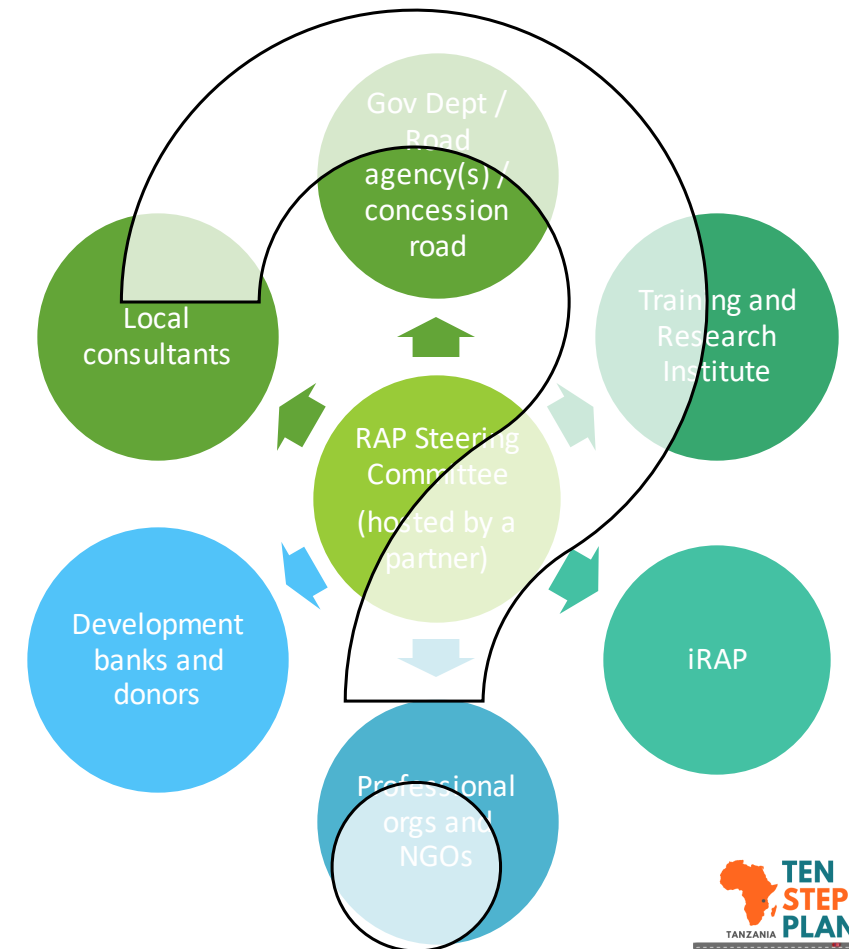 Gov Dept /
Road
agency(s) /
concession
road
Local
consultants
Training and
Research
Institute
RAP Steering
Committee
(hosted by a
partner)
Development
banks and
donors
iRAP
Professional
orgs and
NGOs
TEN
STEP
TANZANIA PLAN